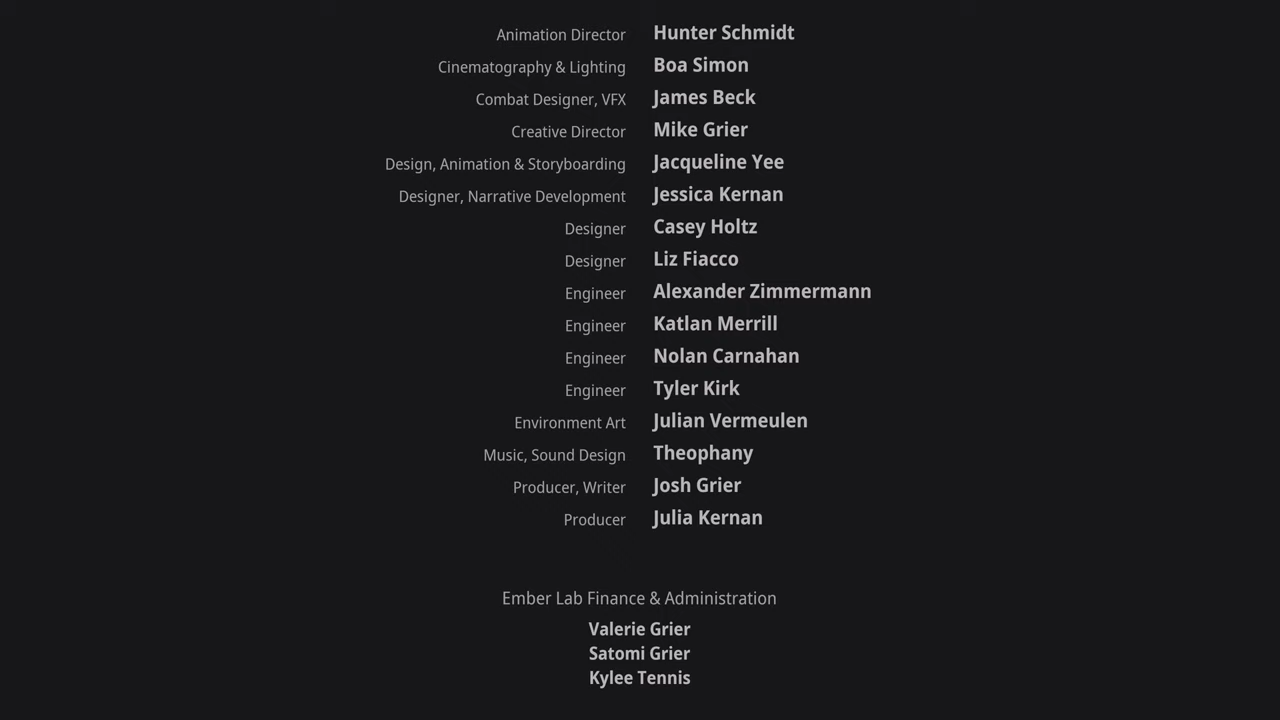 Animation Director Hunter Schmidt
Cinematography & Lighting Boa Simon
Combat Designer, VFX James Beck
Creative Director Mike Grier
Design, Animation & Storyboarding Jacqueline Yee
Designer, Narrative Development Jessica Kernan
Designer Casey Holtz
Designer Liz Fiacco
Engineer Alexander Zimmermann
Engineer Katlan Merrill
Engineer Nolan Carnahan
Engineer Tyler Kirk
Environment Art Julian Vermeulen
Music, Sound Design Theophany
Producer, Writer Josh Grier
Producer Julia Kernan
Ember Lab Finance & Administration
Valerie Grier
Satomi Grier
Kylee Tennis